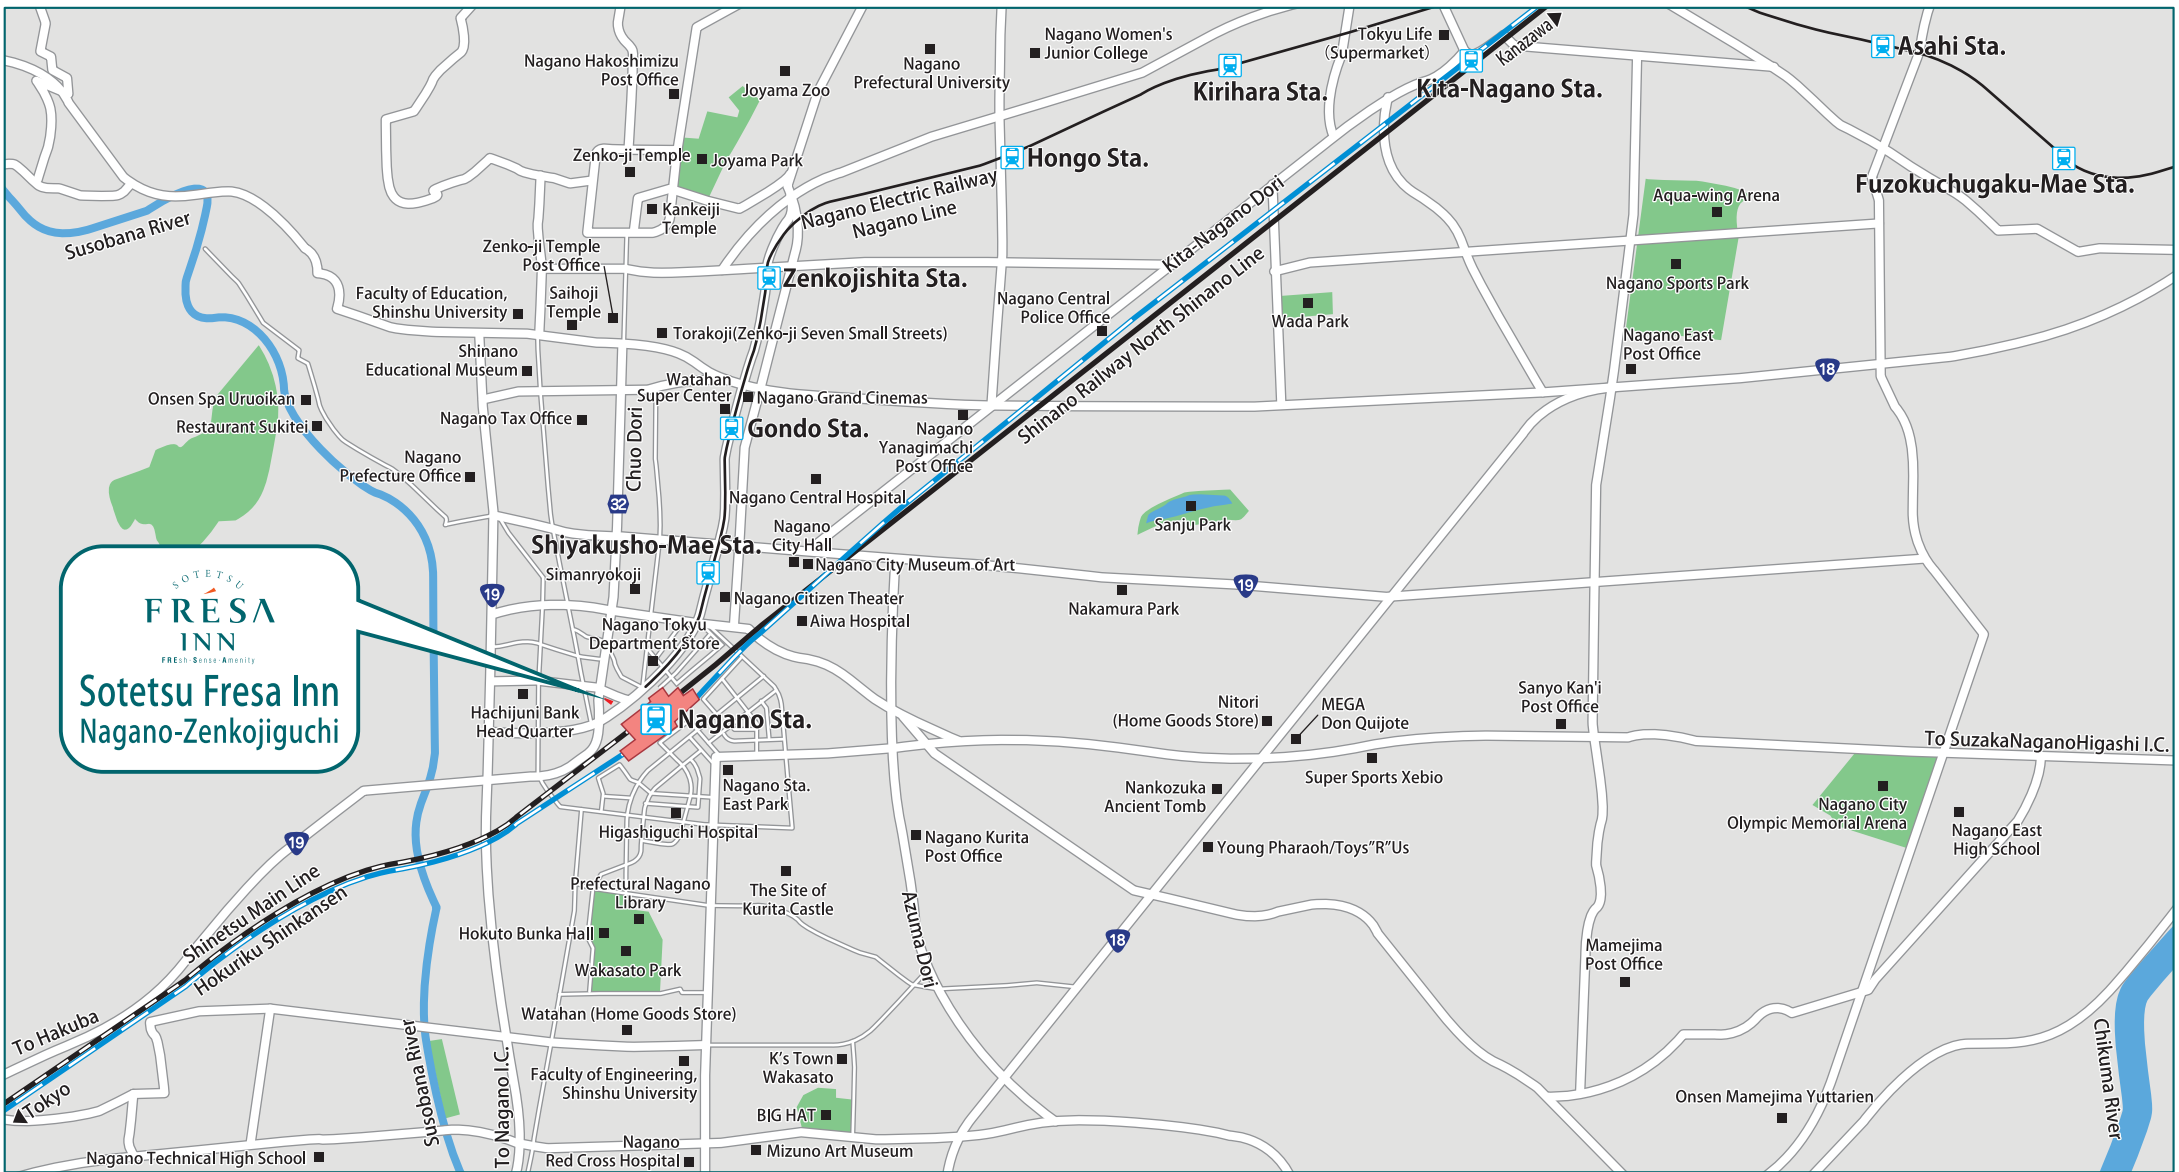 Nagano Hakoshimizu
Post Office
Joyama Zoo
Nagano
Prefectural University
Nagano Women's
Junior College
Kirihara Sta.
Tokyu Life
(Supermarket)
Kanazawa
Kita-Nagano Sta.
Asahi Sta.
Fuzokuchugaku-Mae Sta.
Zenko-ji Temple
Joyama Park
Hongo Sta.
Kankeiji
Temple
Nagano Electric Railway
Nagano Line
Kita-Nagano Dori
Aqua-wing Arena
Susobana River
Zenko-ji Temple
Post Office
Zenkojishita Sta.
Nagano Sports Park
Faculty of Education,
Shinshu University
Saihoji
Temple
Torakoji(Zenko-ji Seven Small Streets)
Nagano Central
Police Office
Shinano Railway North Shinano Line
Wada Park
Nagano East
Post Office
18
Shinano
Educational Museum
Onsen Spa Uruoikan
Restaurant Sukitei
Nagano Tax Office
Chuo Dori
Watahan
Super Center
Nagano Grand Cinemas
Gondo Sta.
Nagano
Yanagimachi
Post Office
Nagano
Prefecture Office
32
Nagano Central Hospital
Sanju Park
Shiyakusho-Mae Sta.
Nagano
City Hall
Nagano City Museum of Art
Simanryokoji
19
19
Nagano Citizen Theater
Nakamura Park
Aiwa Hospital
Nagano Tokyu
Department Store
SOTETSU
FRESA
INN
FREsh·Sense·Amenity
Sotetsu Fresa Inn
Nagano-Zenkojiguchi
Hachijuni Bank
Head Quarter
Nagano Sta.
Nitori
(Home Goods Store)
MEGA
Don Quijote
Sanyo Kan'i
Post Office
To SuzakaNaganoHigashi I.C.
Super Sports Xebio
Nagano Sta.
East Park
Nankozuka
Ancient Tomb
Nagano City
Olympic Memorial Arena
Nagano East
High School
19
Higashiguchi Hospital
Nagano Kurita
Post Office
Young Pharaoh/Toys"R"Us
Shinetsu Main Line
Hokuriku Shinkansen
Prefectural Nagano
Library
The Site of
Kurita Castle
Azuma Dori
Hokuto Bunka Hall
Wakasato Park
18
Mamejima
Post Office
To Hakuba
Tokyo
Susobana River
To Nagano I.C.
Watahan (Home Goods Store)
Faculty of Engineering,
Shinshu University
K's Town
Wakasato
BIG HAT
Onsen Mamejima Yuttarien
Chikuma River
Nagano Technical High School
Nagano
Red Cross Hospital
Mizuno Art Museum